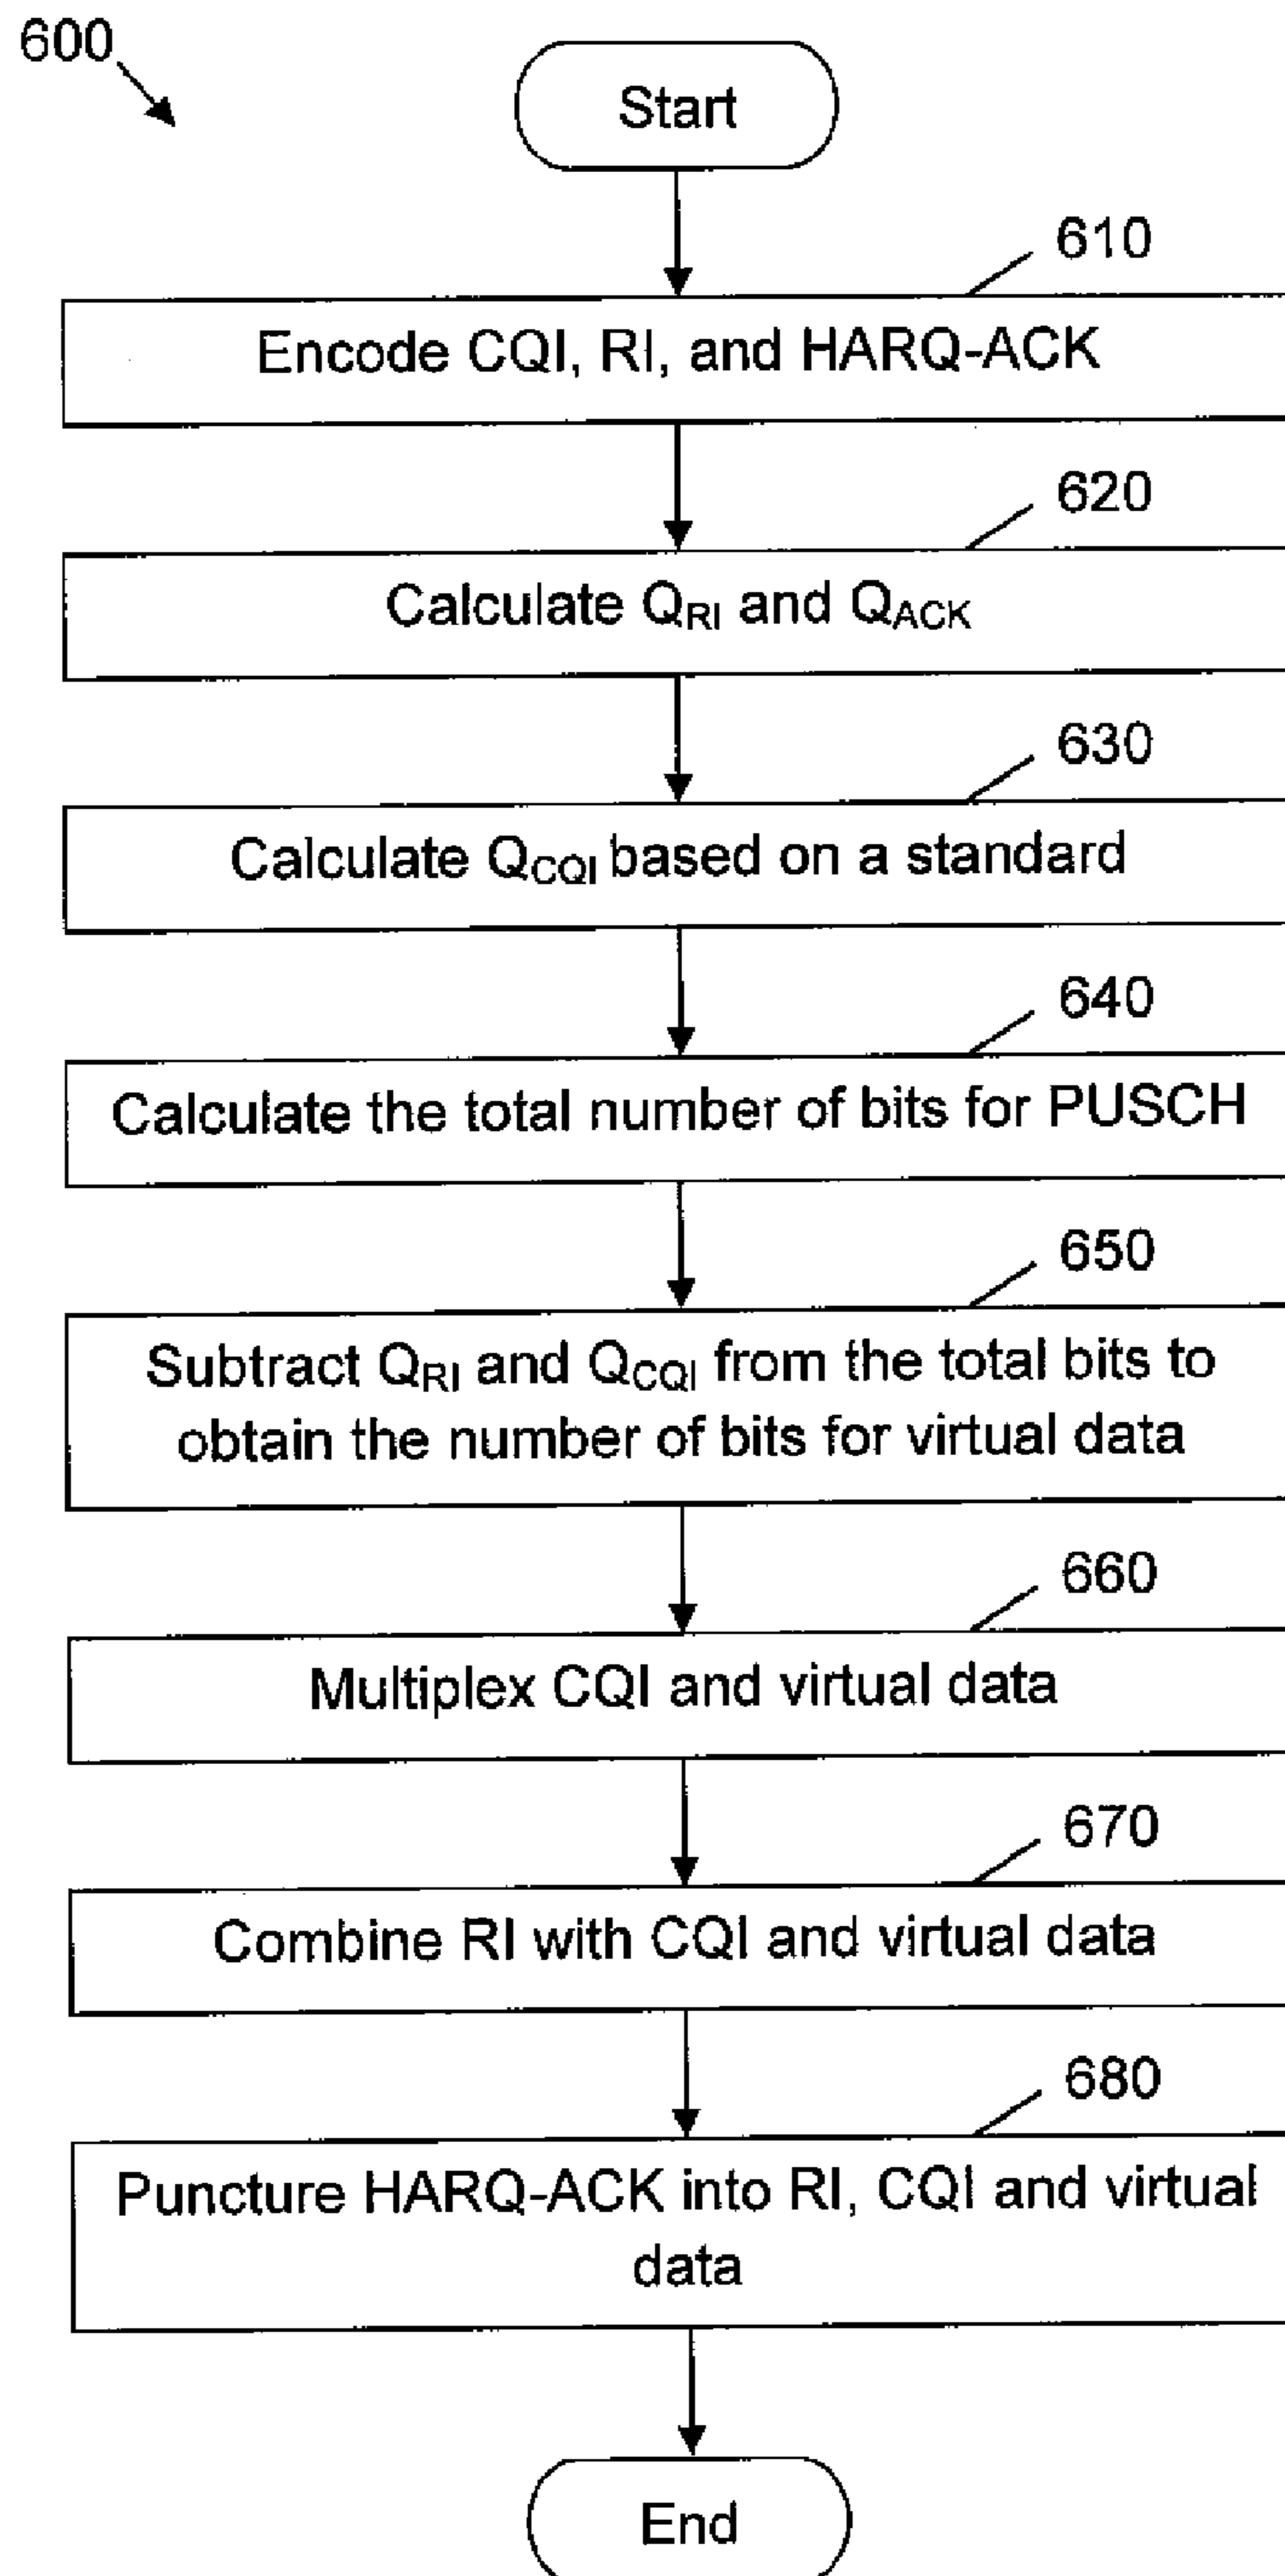 600
Start
610
Encode CQI, RI, and HARQ-ACK
620
Calculate QRI and QACK
630
Calculate QCQI based on a standard
640
Calculate the total number of bits for PUSCH
650
Subtract QRI and QCQI from the total bits to
obtain the number of bits for virtual data
660
Multiplex CQI and virtual data
670
Combine RI with CQI and virtual data
680
Puncture HARQ-ACK into RI, CQI and virtual
data
End